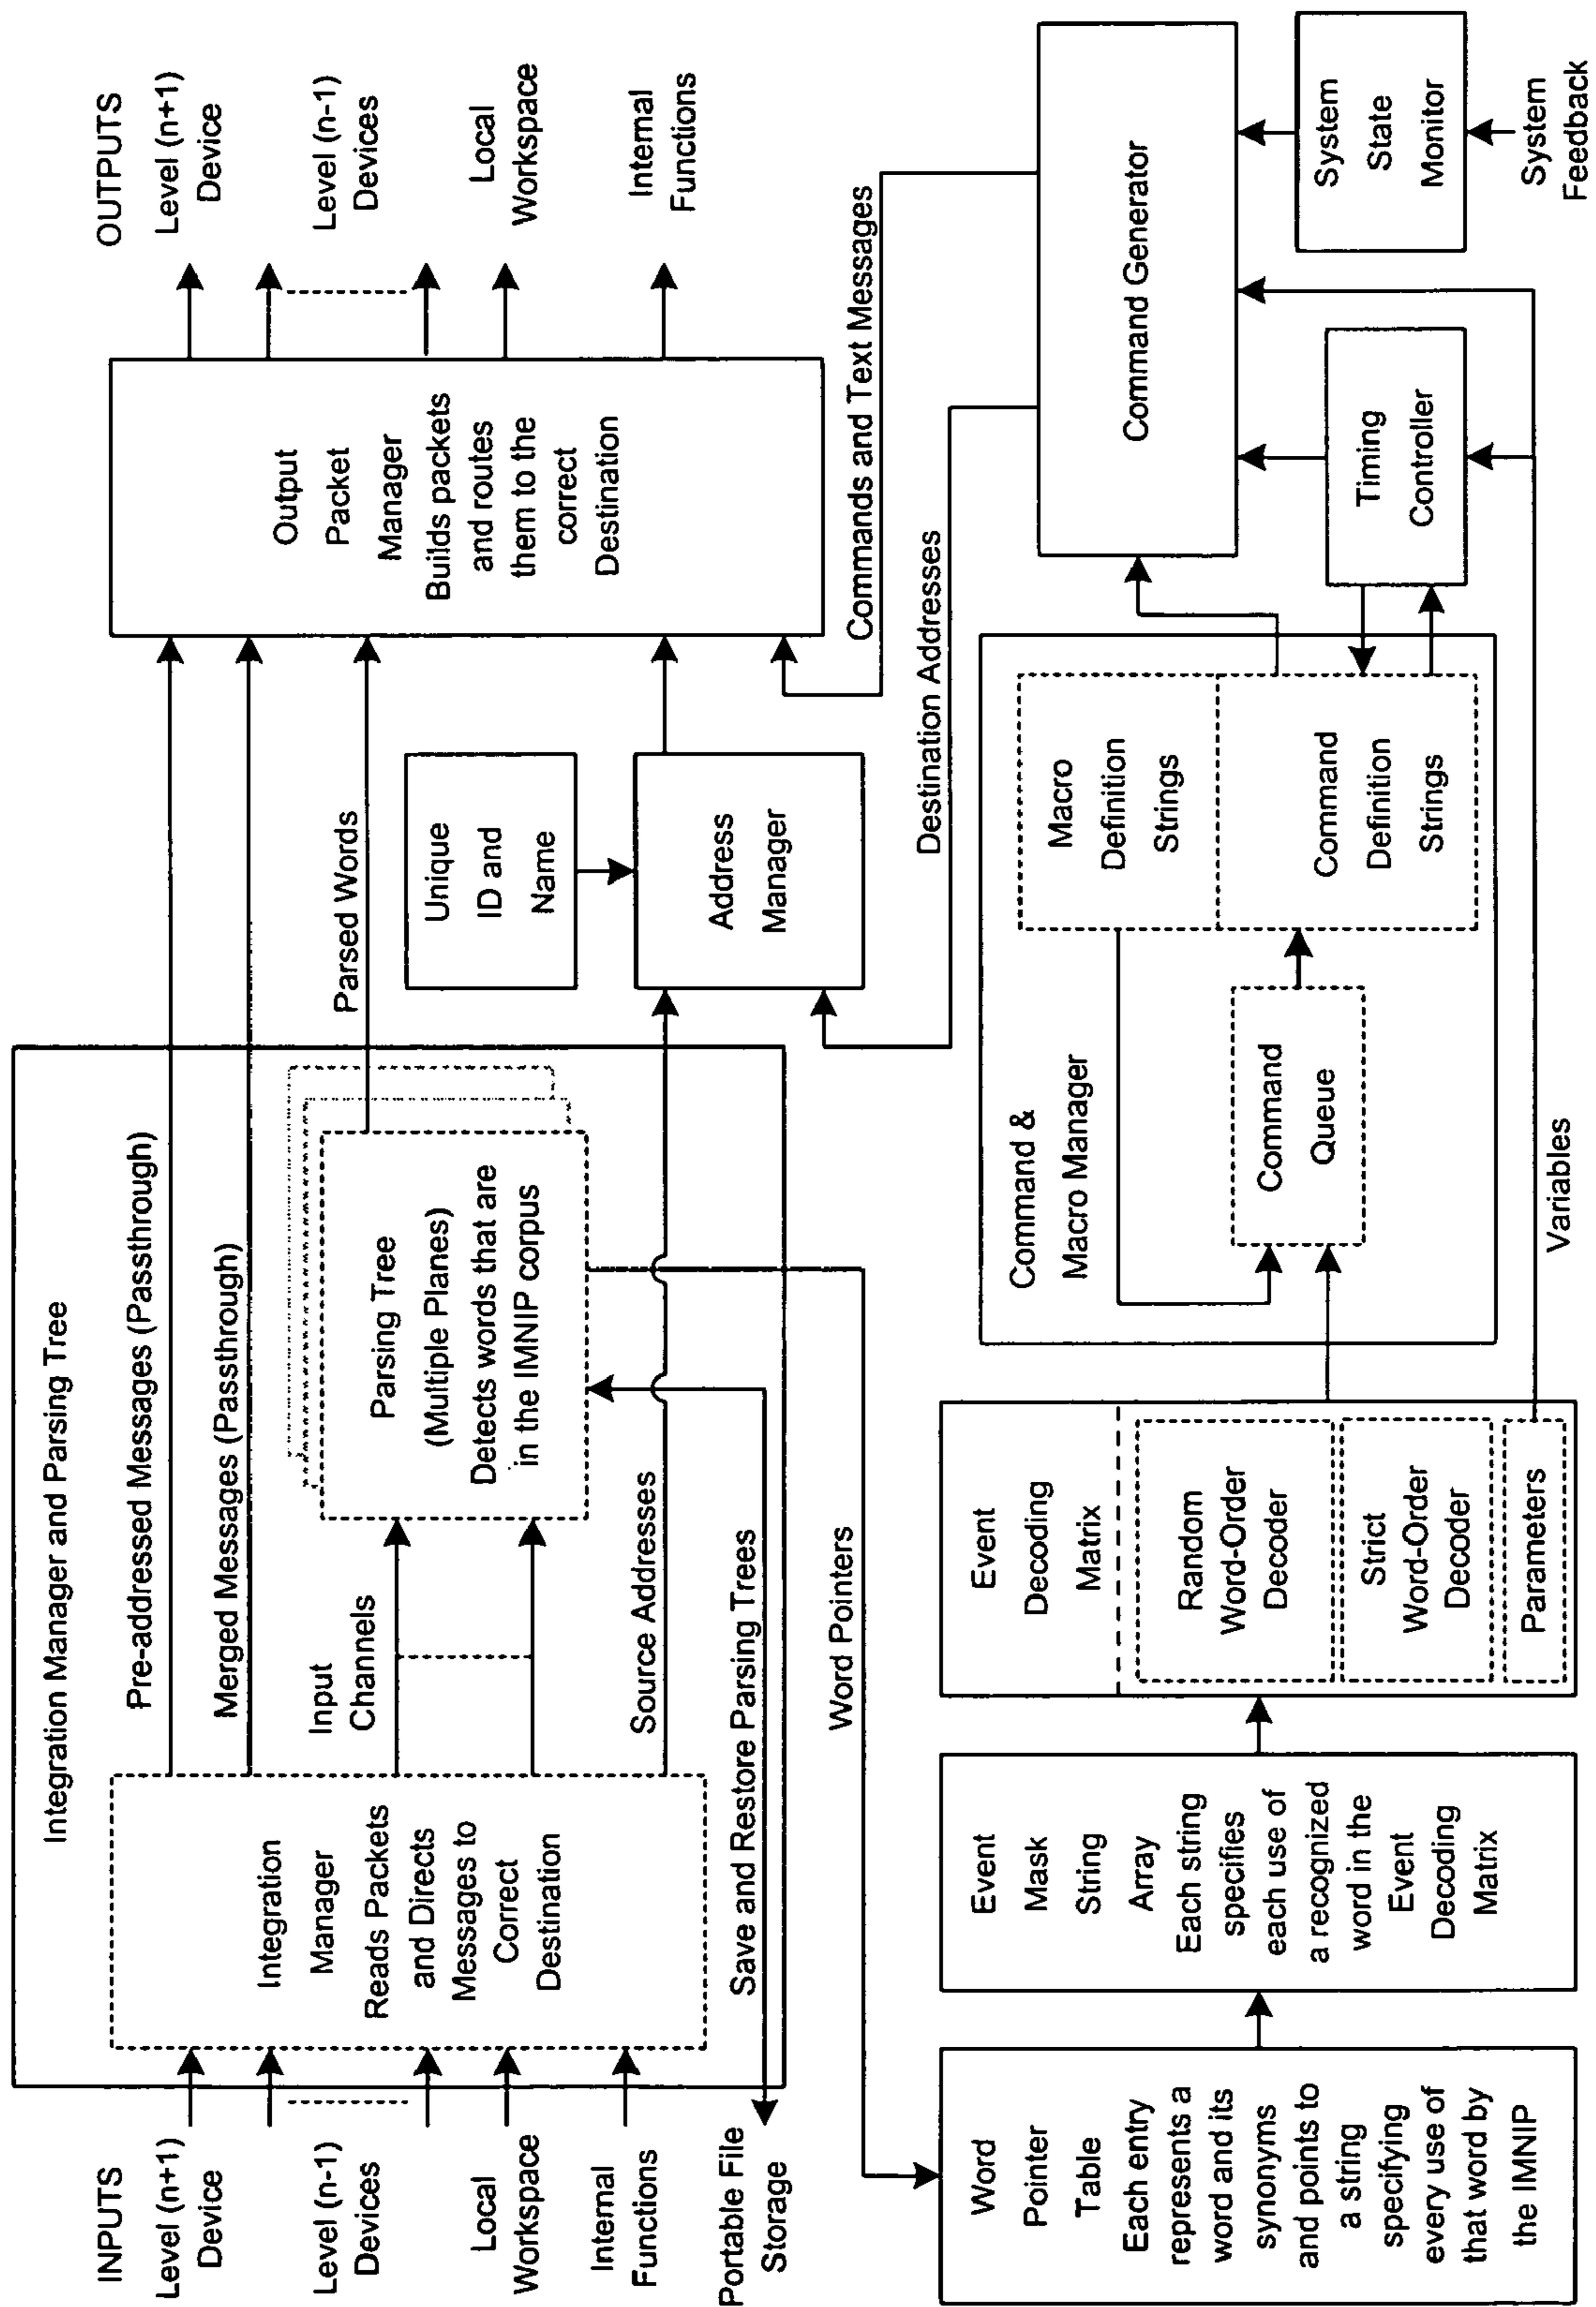 INPUTS
Level (n+1)
Device
Level (n-1)
Devices
Local
Workspace
Internal
Functions
Portable File
Storage
Integration Manager and Parsing Tree
Integration
Manager
Reads Packets
and Directs
Messages to
Correct
Destination
Pre-addressed Messages (Passthrough)
Merged Messages (Passthrough)
Input
Channels
Parsing Tree
(Multiple Planes)
Detects words that are
in the IMNIP corpus
Source Addresses
Save and Restore Parsing Trees
Parsed Words
Unique
ID and
Name
Address
Manager
Output
Packet
Manager
Builds packets
and routes
them to the
correct
Destination
OUTPUTS
Level (n+1)
Device
Level (n-1)
Devices
Local
Workspace
Internal
Functions
Word Pointers
Destination Addresses
Commands and Text Messages
Word
Pointer
Table
Each entry
represents a
word and its
synonyms
and points to
a string
specifying
every use of
that word by
the IMNIP
Event
Mask
String
Array
Each string
specifies
each use of
a recognized
word in the
Event
Decoding
Matrix
Event
Decoding
Matrix
Random
Word-Order
Decoder
Strict
Word-Order
Decoder
Parameters
Command &
Macro Manager
Command
Queue
Macro
Definition
Strings
Command
Definition
Strings
Variables
Command Generator
Timing
Controller
System
State
Monitor
System
Feedback